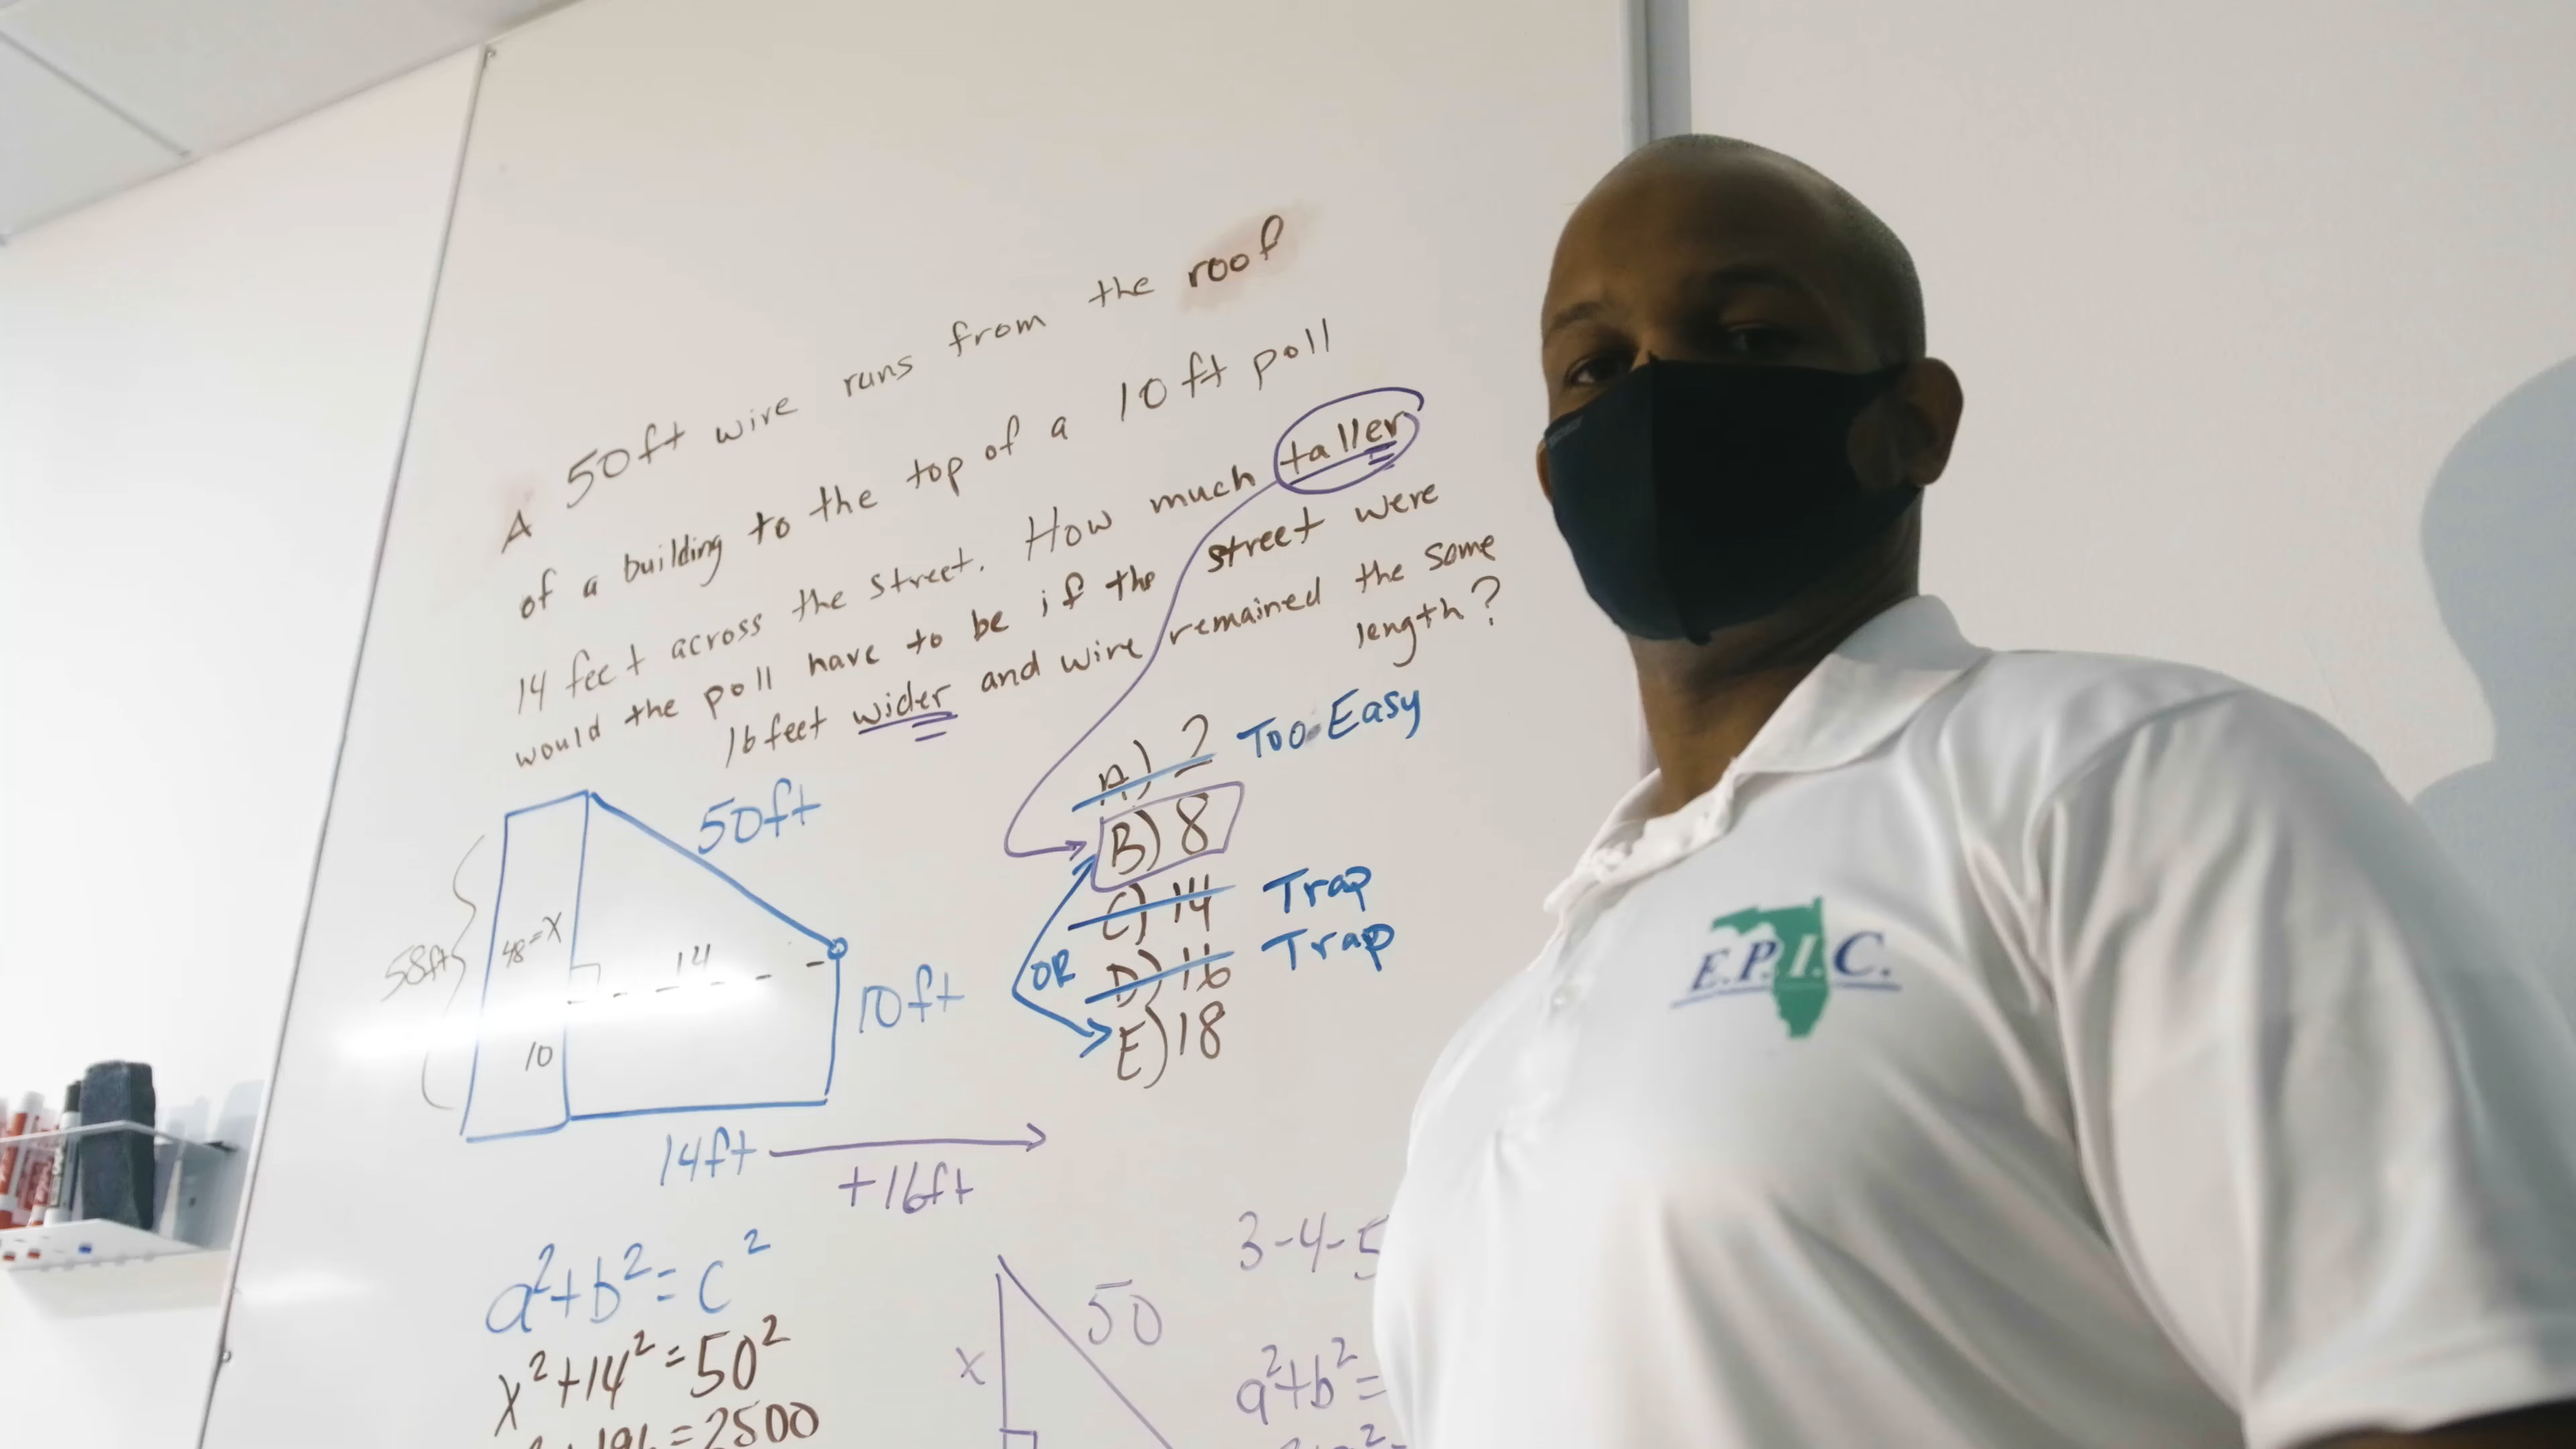 A 50ft wire runs from the roof
of a building to the top of a 10ft poll
14 feet across the street. How much taller
would the poll have to be if the street were
16 feet wider and wire remained the same
length?
A) 2 Too Easy
B) 8
C) 14 Trap
D) 16 Trap
E) 18
OR
50ft
58ft
48=x
14
10ft
10
14ft
+16ft
a²+b²=c²
x²+14²=50²
196=2500
3-4-5
50
x
a²+b²=
E.P.I.C.